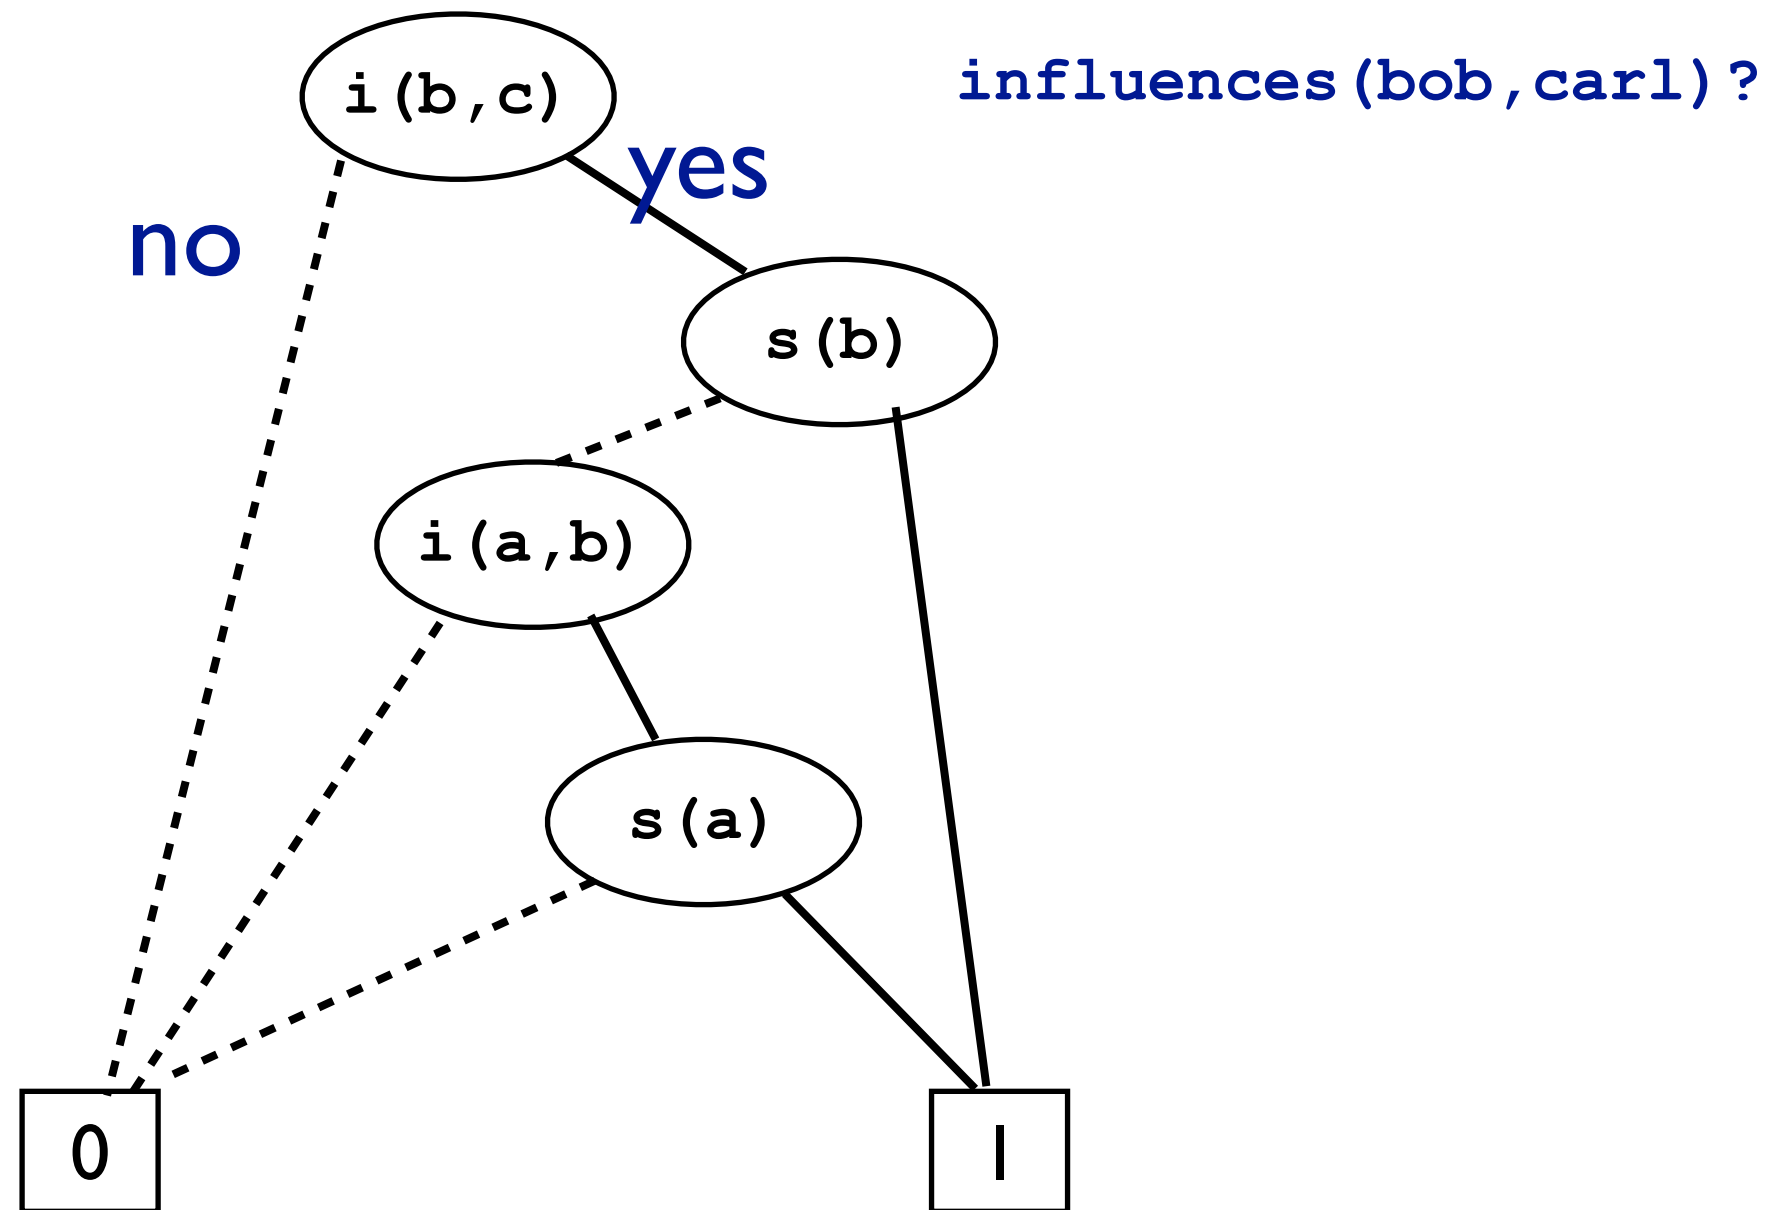 i(b,c)
influences(bob,carl)?
yes
no
s(b)
i(a,b)
s(a)
0
1